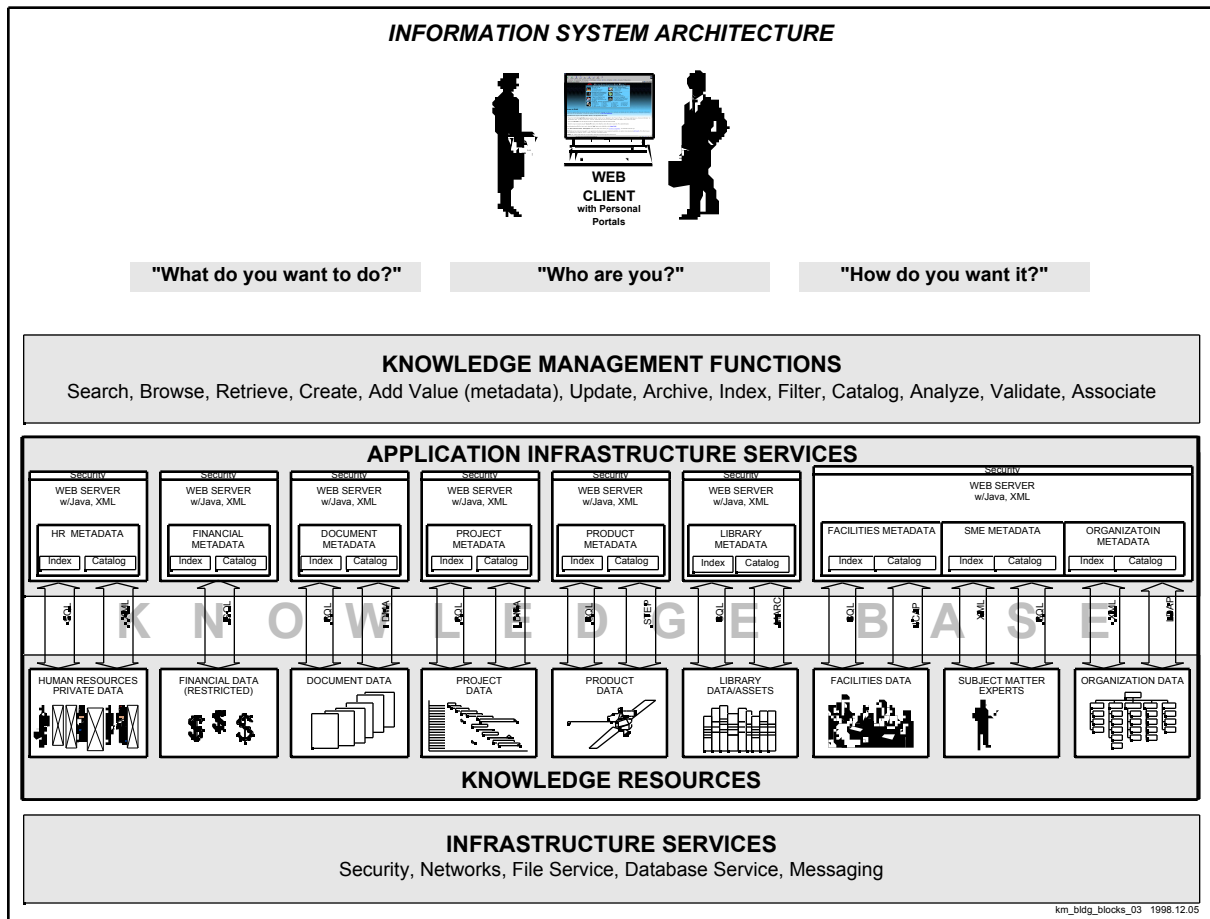 INFORMATION SYSTEM ARCHITECTURE
WEB
CLIENT
with Personal
Portals
"What do you want to do?"
"Who are you?"
"How do you want it?"
KNOWLEDGE MANAGEMENT FUNCTIONS
Search, Browse, Retrieve, Create, Add Value (metadata), Update, Archive, Index, Filter, Catalog, Analyze, Validate, Associate
APPLICATION INFRASTRUCTURE SERVICES
Security
WEB SERVER
w/Java, XML
HR METADATA
Index
Catalog
Security
WEB SERVER
w/Java, XML
FINANCIAL
METADATA
Index
Catalog
Security
WEB SERVER
w/Java, XML
DOCUMENT
METADATA
Index
Catalog
Security
WEB SERVER
w/Java, XML
PROJECT
METADATA
Index
Catalog
Security
WEB SERVER
w/Java, XML
PRODUCT
METADATA
Index
Catalog
Security
WEB SERVER
w/Java, XML
LIBRARY
METADATA
Index
Catalog
Security
WEB SERVER
w/Java, XML
FACILITIES METADATA
Index
Catalog
SME METADATA
Index
Catalog
ORGANIZATOIN
METADATA
Index
Catalog
KNOWLEDGE BASE
SQL
XML
SQL
SQL
SQL
SQL
STEP
SQL
MARC
SQL
XML
SQL
XML
HUMAN RESOURCES
PRIVATE DATA
FINANCIAL DATA
(RESTRICTED)
$ $ $
DOCUMENT DATA
PROJECT
DATA
PRODUCT
DATA
LIBRARY
DATA/ASSETS
FACILITIES DATA
SUBJECT MATTER
EXPERTS
ORGANIZATION DATA
KNOWLEDGE RESOURCES
INFRASTRUCTURE SERVICES
Security, Networks, File Service, Database Service, Messaging
km_bldg_blocks_03 1998.12.05